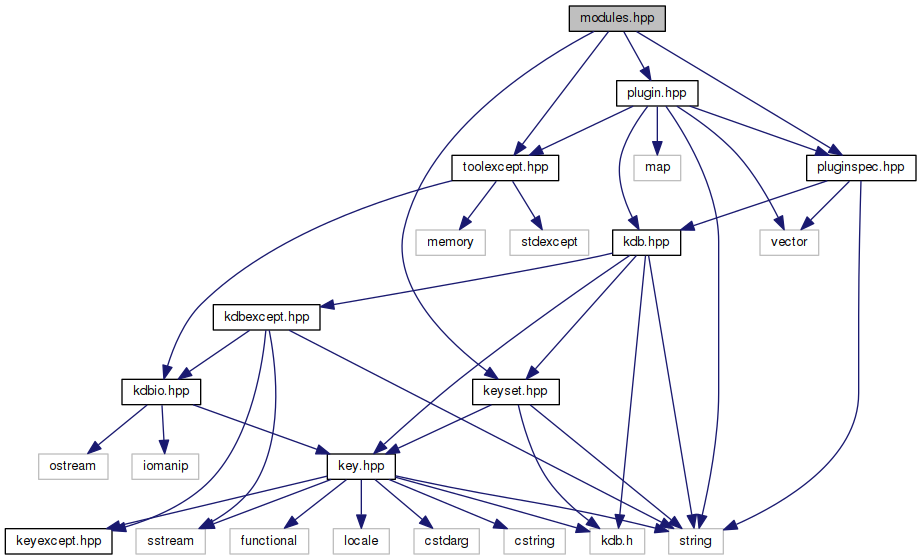 modules.hpp
plugin.hpp
toolexcept.hpp
map
pluginspec.hpp
memory
stdexcept
kdb.hpp
vector
kdbexcept.hpp
kdbio.hpp
keyset.hpp
ostream
iomanip
key.hpp
keyexcept.hpp
sstream
functional
locale
cstdarg
cstring
kdb.h
string